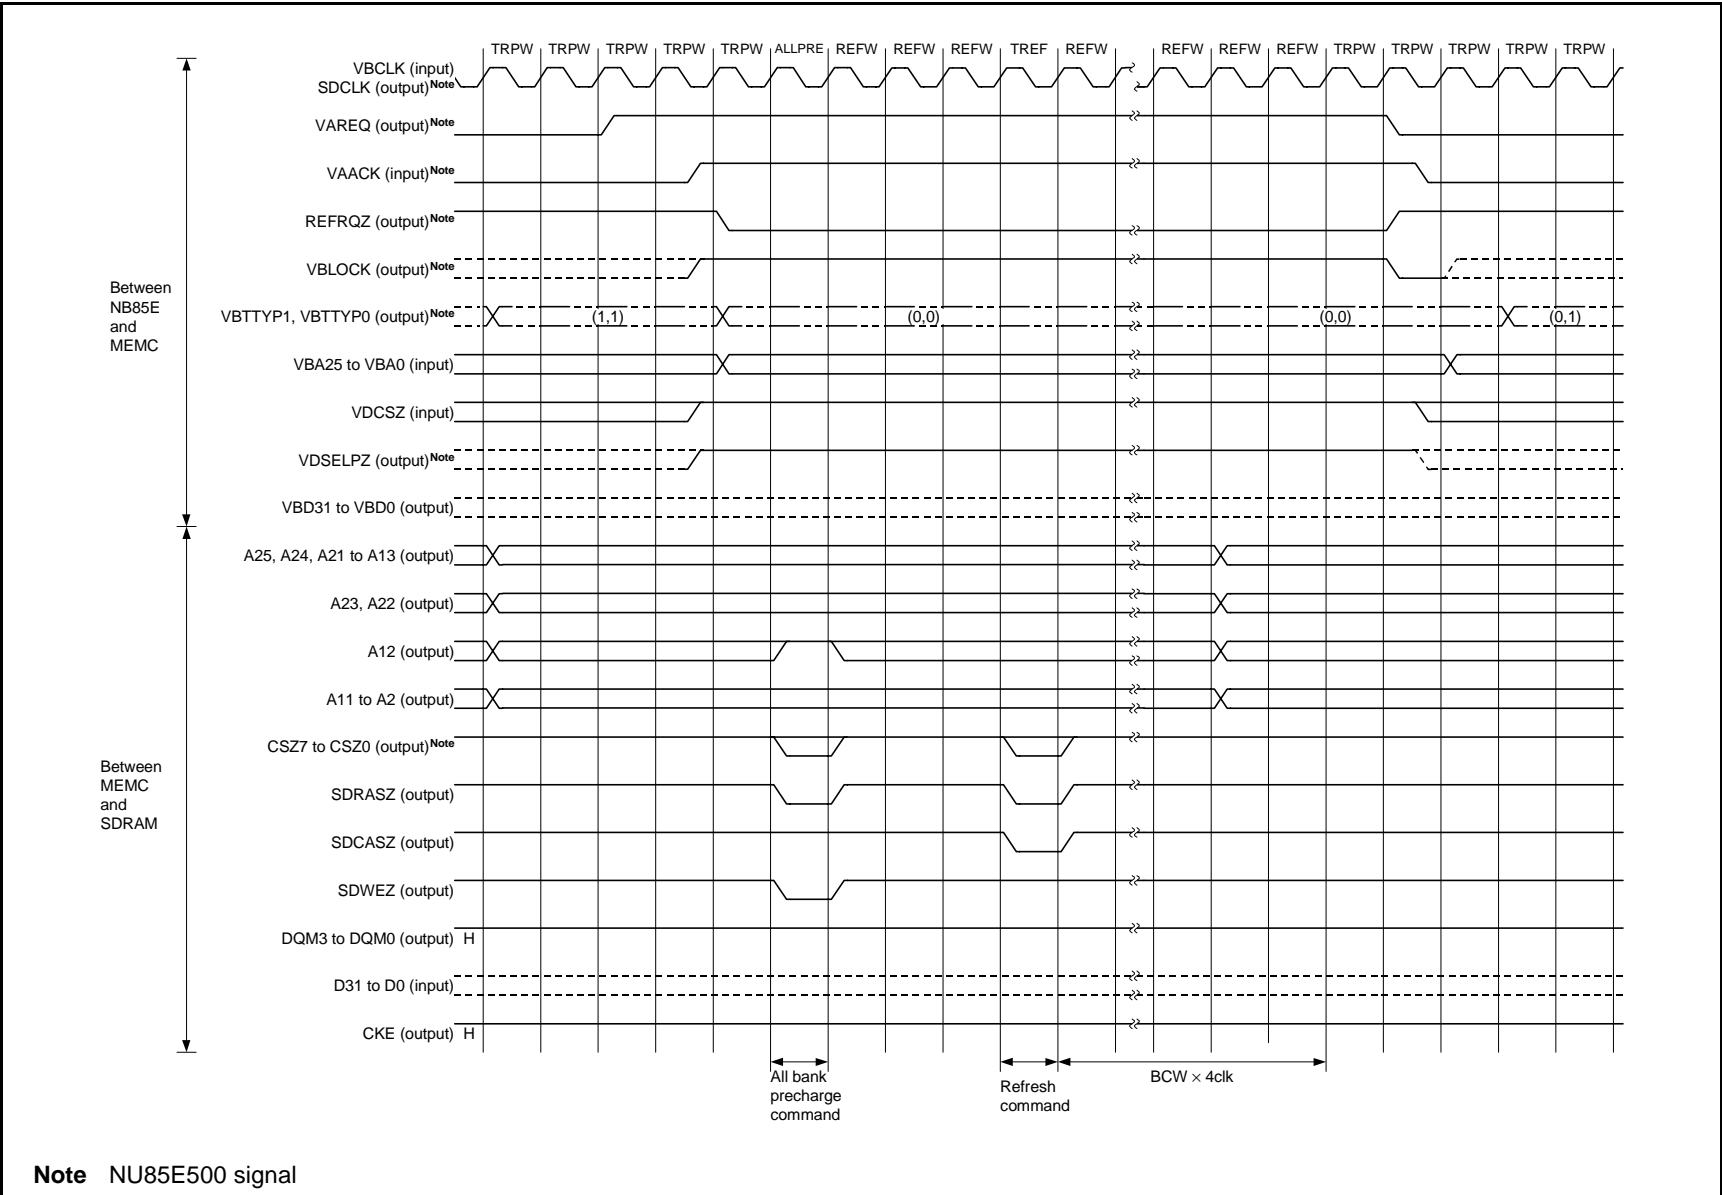 TRPW TRPW TRPW TRPW TRPW ALLPRE REFW REFW REFW TREF REFW REFW REFW REFW TRPW TRPW TRPW TRPW TRPW
VBCLK (input)
SDCLK (output)Note
VAREQ (output)Note
VAACK (input)Note
REFRQZ (output)Note
VBLOCK (output)Note
Between
NB85E
and
MEMC
VBTTYP1, VBTTYP0 (output)Note (1,1) (0,0) (0,0) (0,1)
VBA25 to VBA0 (input)
VDCSZ (input)
VDSELPZ (output)Note
VBD31 to VBD0 (output)
A25, A24, A21 to A13 (output)
A23, A22 (output)
A12 (output)
A11 to A2 (output)
CSZ7 to CSZ0 (output)Note
Between
MEMC
and
SDRAM
SDRASZ (output)
SDCASZ (output)
SDWEZ (output)
DQM3 to DQM0 (output) H
D31 to D0 (input)
CKE (output) H
All bank
precharge
command
Refresh
command
BCW × 4clk
Note NU85E500 signal